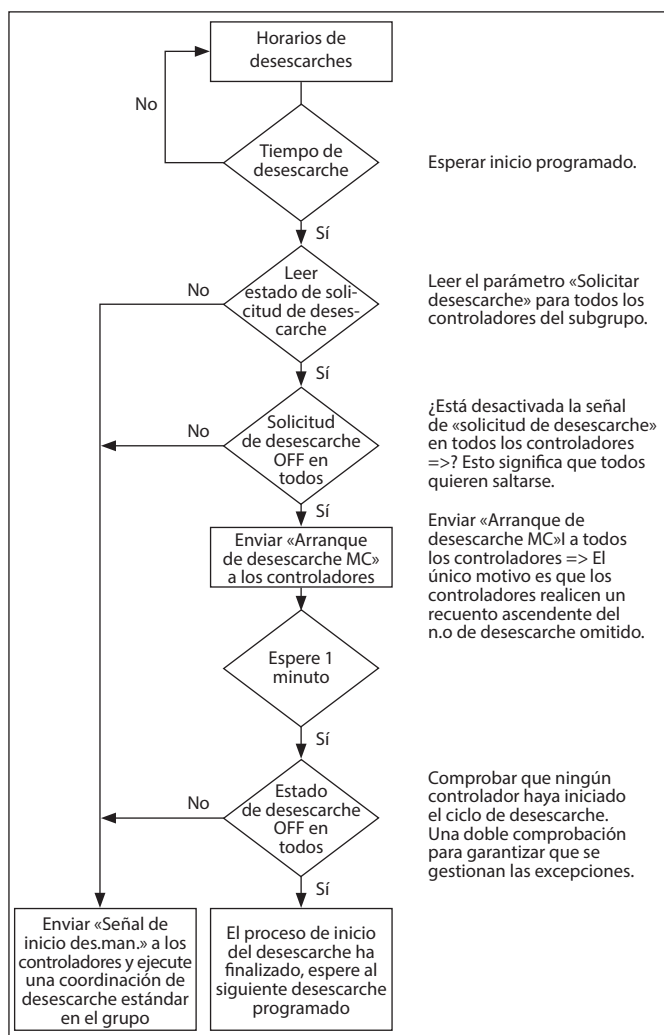 Horarios de
desescarches
No
Tiempo de
desescarche
Esperar inicio programado.
Sí
Leer
estado de soli-
citud de deses-
carche
No
Leer el parámetro «Solicitar
desescarche» para todos los
controladores del subgrupo.
Sí
Solicitud
de desescarche
OFF en
todos
No
¿Está desactivada la señal
de «solicitud de desescarche»
en todos los controladores
=>? Esto significa que todos
quieren saltarse.
Sí
Enviar «Arranque
de desescarche MC»
a los controladores
Enviar «Arranque de
desescarche MC»I a todos
los controladores => El
único motivo es que los
controladores realicen un
recuento ascendente del
n.o de desescarche omitido.
Espere 1
minuto
Sí
Estado
de desescarche
OFF en
todos
No
Comprobar que ningún
controlador haya iniciado
el ciclo de desescarche.
Una doble comprobación
para garantizar que se
gestionan las excepciones.
Sí
Enviar «Señal de
inicio des.man.» a los
controladores y ejecute
una coordinación de
desescarche estándar
en el grupo
El proceso de inicio
del desescarche ha
finalizado, espere al
siguiente desescarche
programado